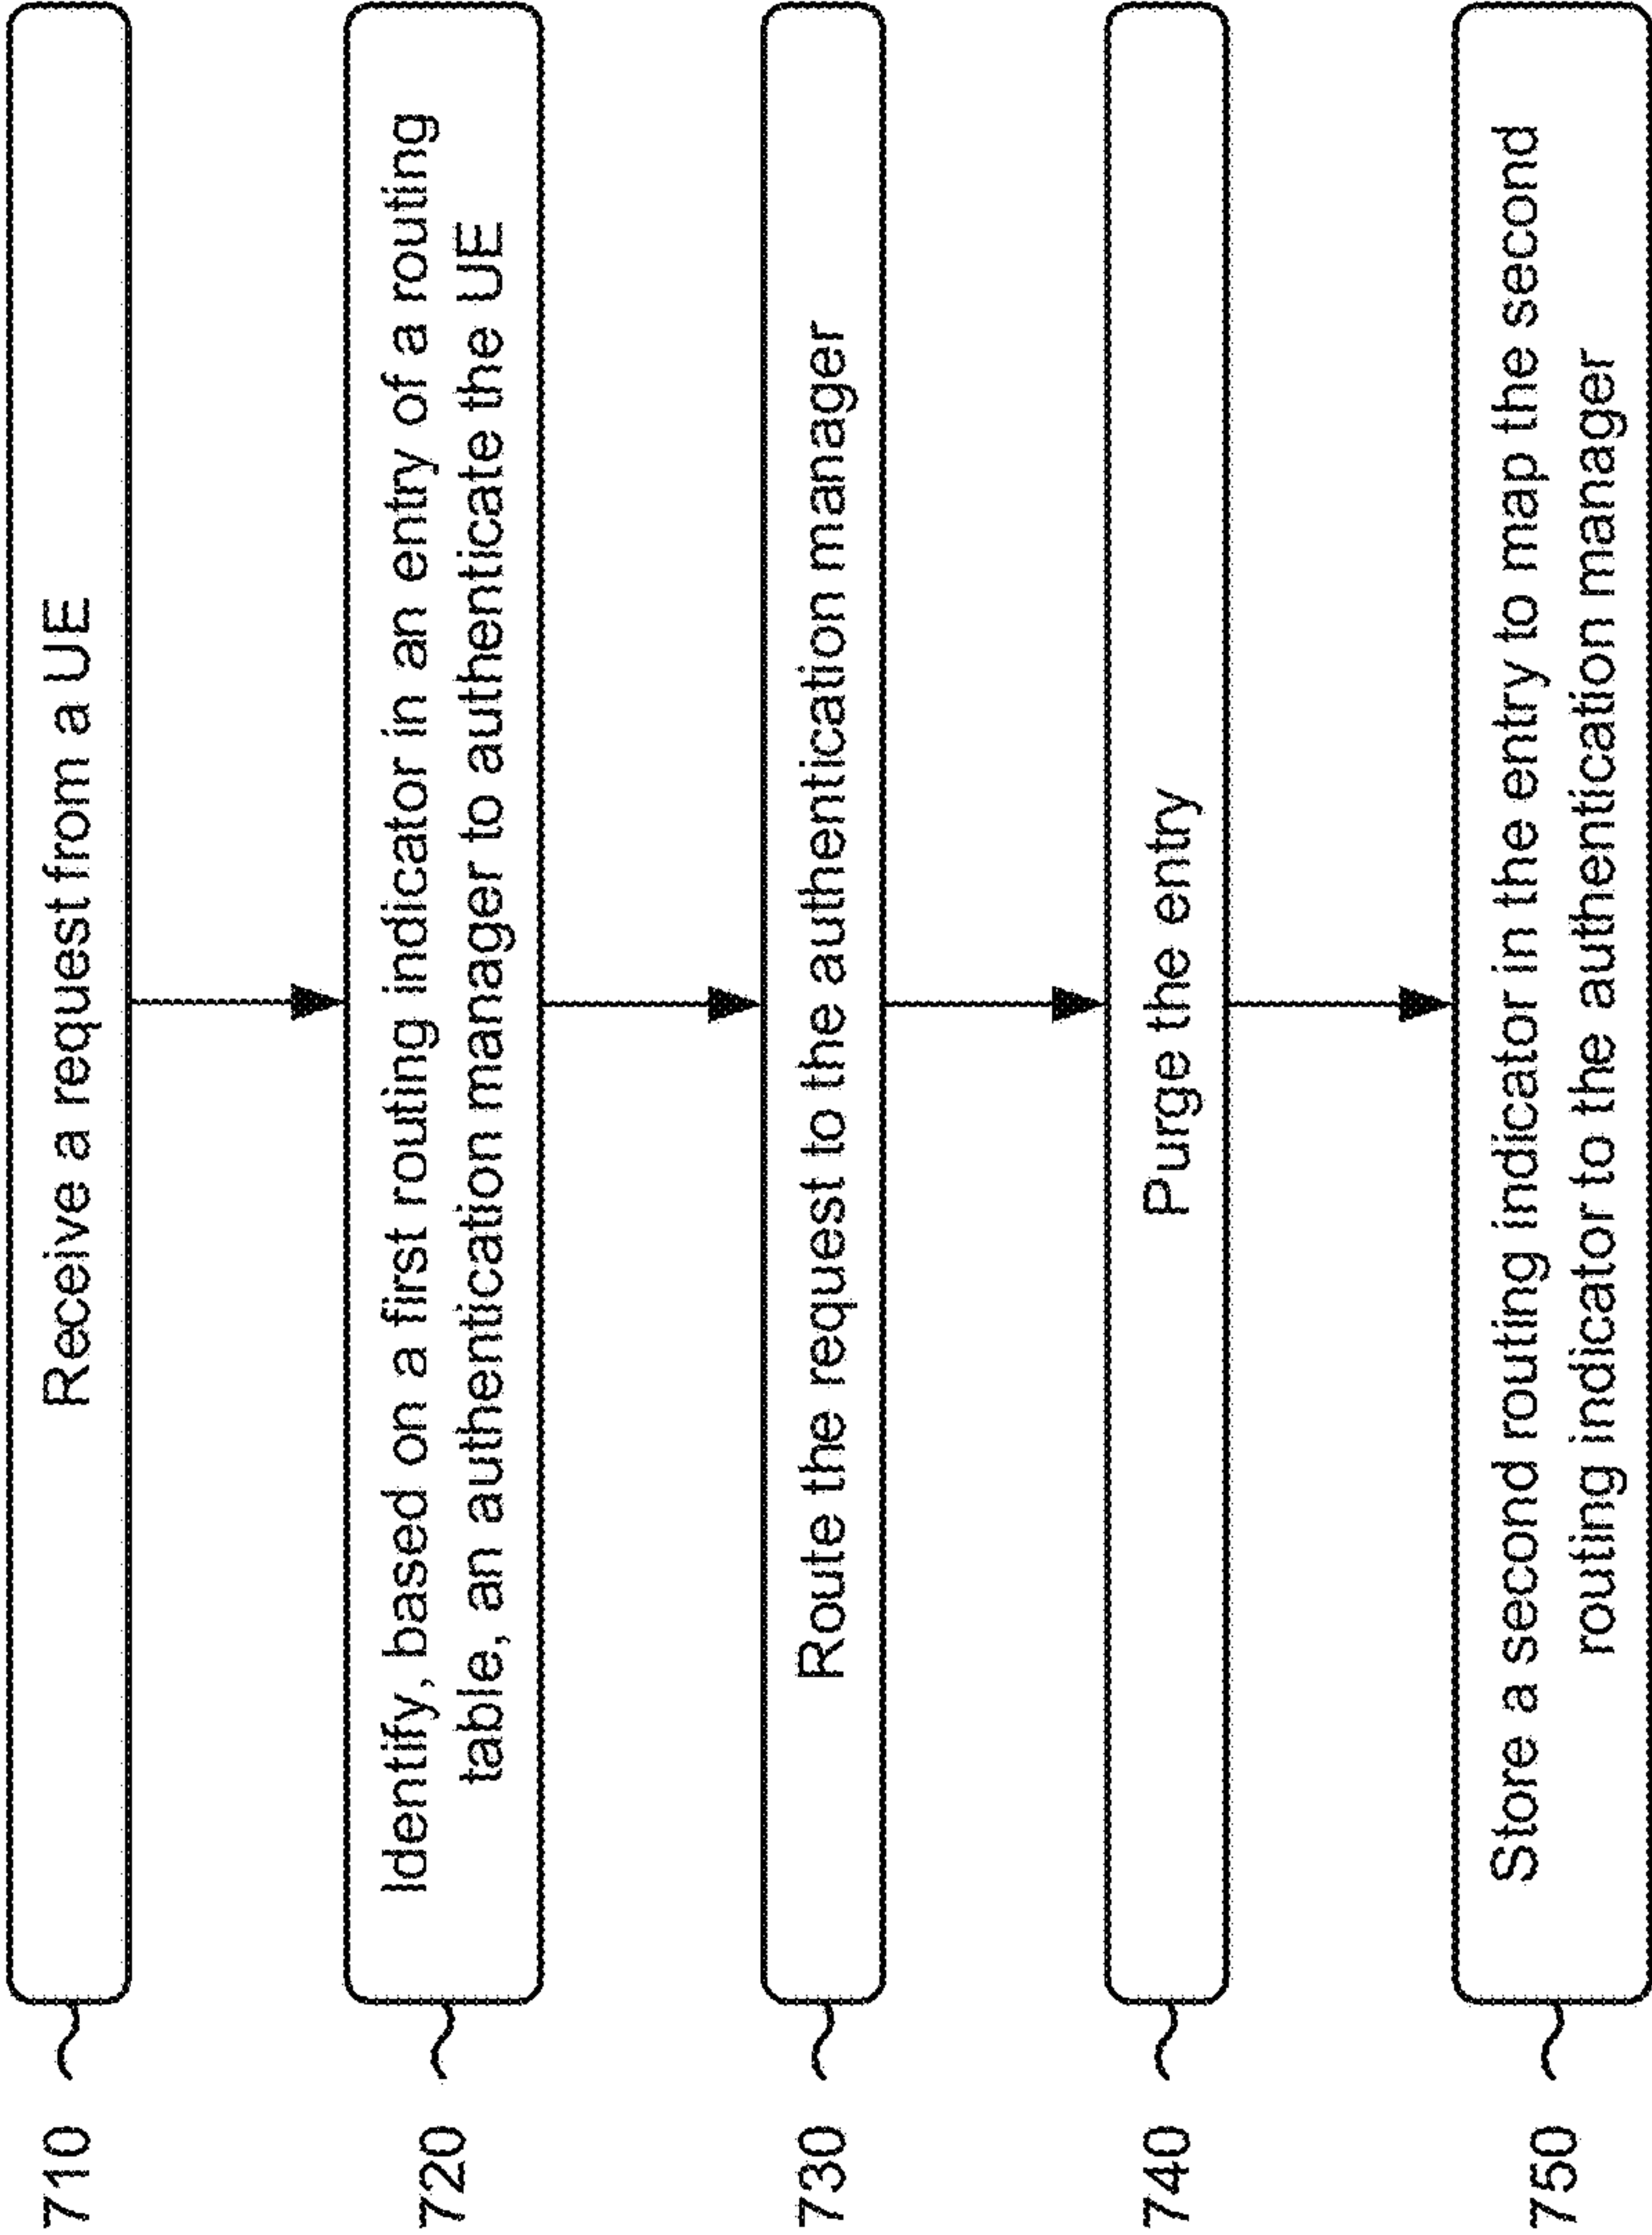 710
Receive a request from a UE
720
Identify, based on a first routing indicator in an entry of a routing
table, an authentication manager to authenticate the UE
730
Route the request to the authentication manager
740
Purge the entry
750
Store a second routing indicator in the entry to map the second
routing indicator to the authentication manager